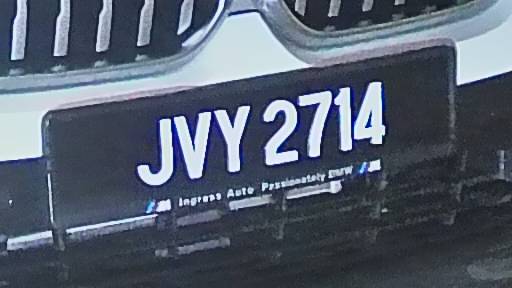 JVY 2714
Ingress Auto Passionately BMW